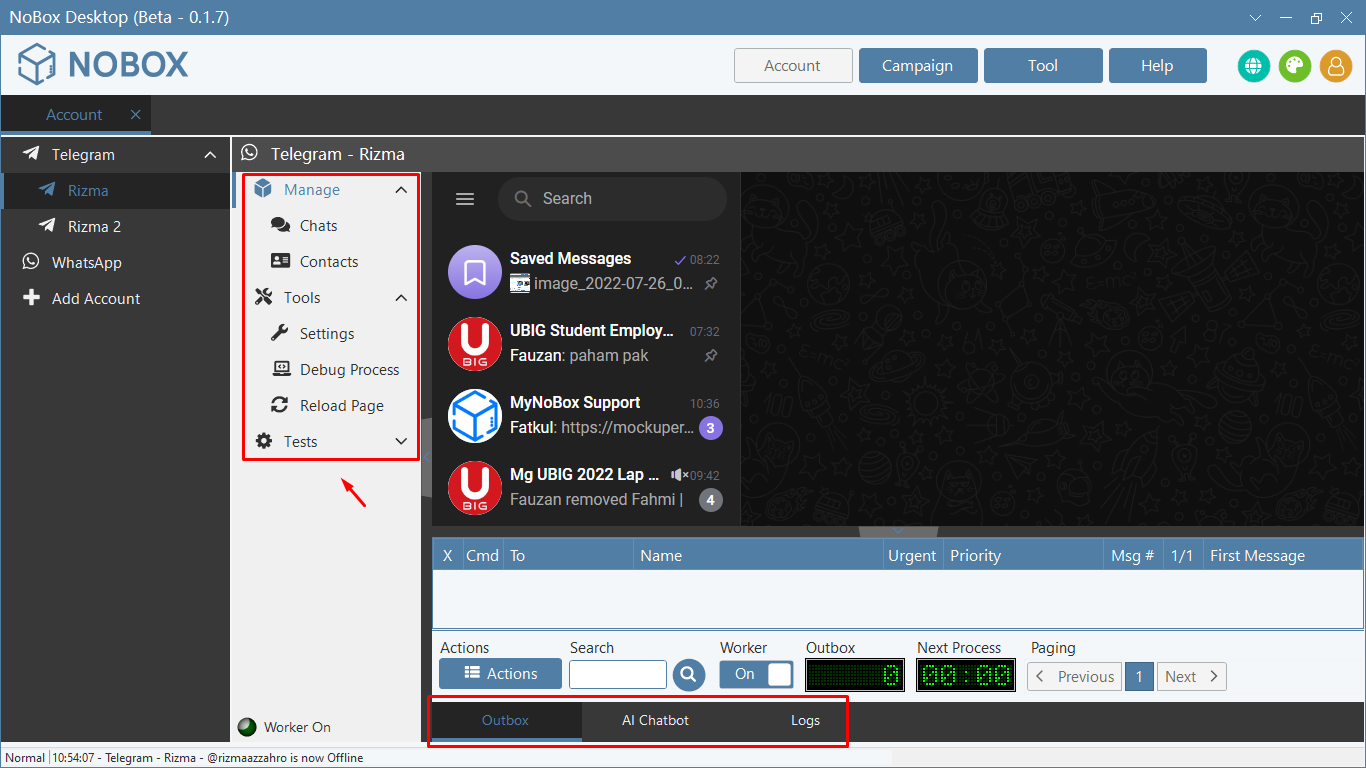 NoBox Desktop (Beta - 0.1.7)
NOBOX
Account
Campaign
Tool
Help
Account
Telegram
Rizma
Rizma 2
WhatsApp
Add Account
Telegram - Rizma
Manage
Chats
Contacts
Tools
Settings
Debug Process
Reload Page
Tests
Worker On
Search
Saved Messages 08:22
image_2022-07-26_0...
UBIG Student Employ... 07:32
Fauzan: paham pak
U BIG
MyNoBox Support 10:36
Fatkul: https://mockuper... 3
Mg UBIG 2022 Lap ... 09:42
Fauzan removed Fahmi | 4
U BIG
X Cmd To Name Urgent Priority Msg # 1/1 First Message
Actions Search Worker Outbox Next Process Paging
Actions On 0 00:00 Previous 1 Next
Outbox AI Chatbot Logs
Normal 10:54:07 - Telegram - Rizma - @rizmaazzahro is now Offline